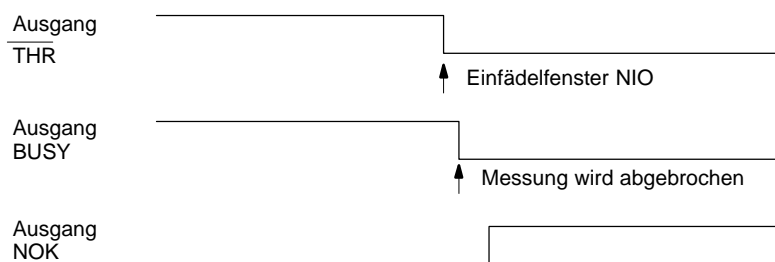 Ausgang
THR
Einfädelfenster NIO
Ausgang
BUSY
Messung wird abgebrochen
Ausgang
NOK